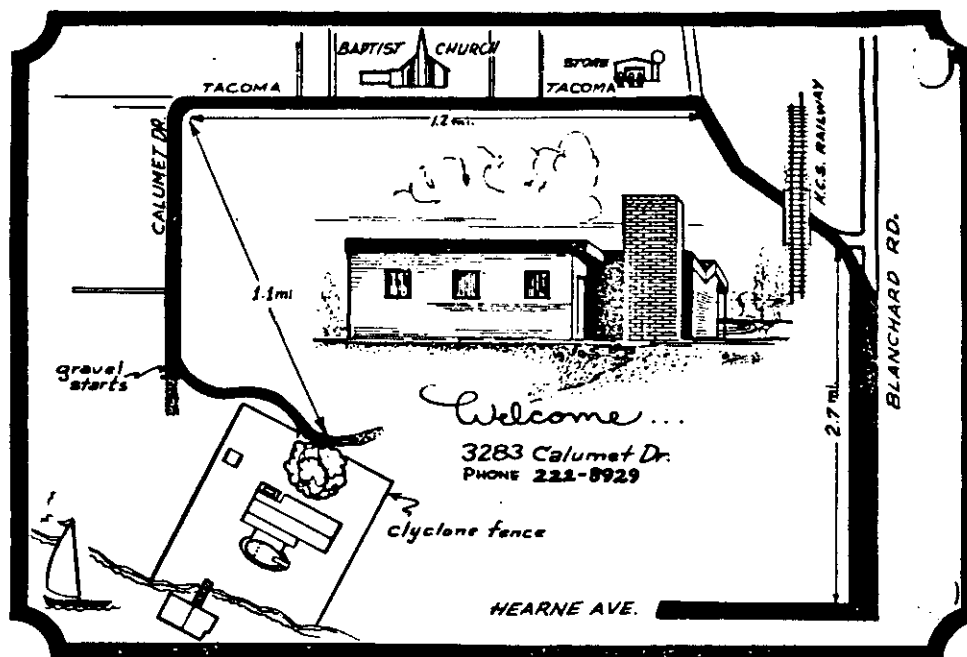 BAPTIST CHURCH
STORE
TACOMA
TACOMA
1.2 mi.
K.C.S. RAILWAY
CALUMET DR.
BLANCHARD RD.
1.1 mi
gravel
starts
2.7 mi.
Welcome...
3283 Calumet Dr.
PHONE 221-8929
clyclone fence
HEARNE AVE.